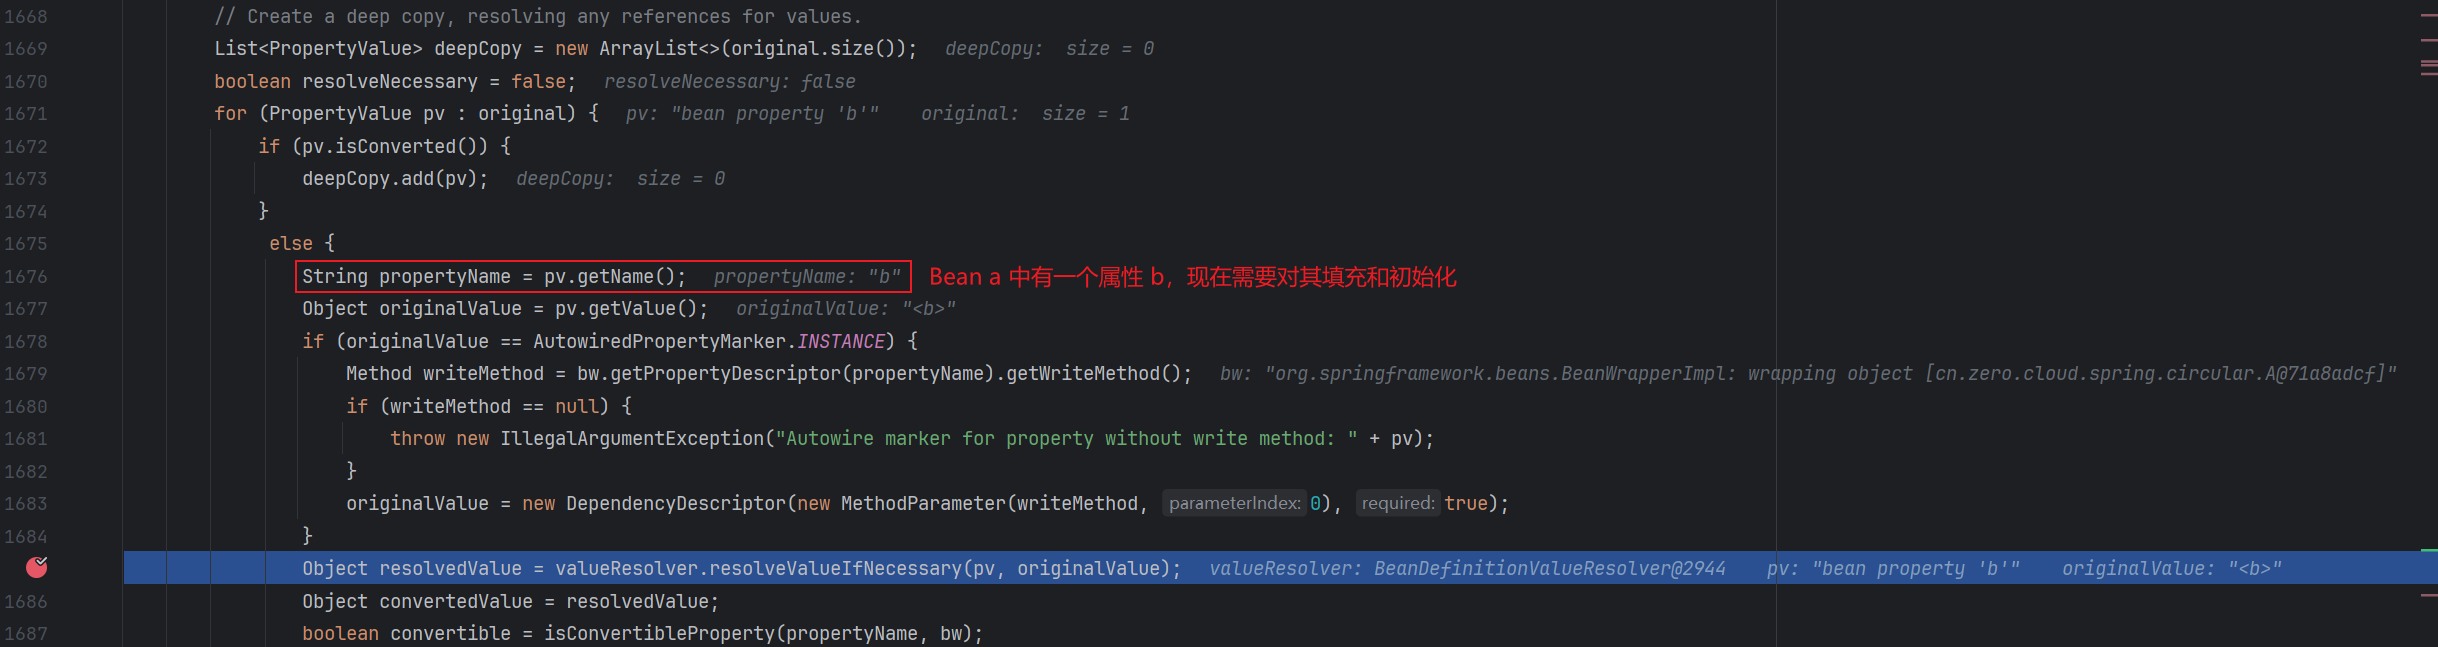 1668 // Create a deep copy, resolving any references for values.
1669 List<PropertyValue> deepCopy = new ArrayList<>(original.size()); deepCopy: size = 0
1670 boolean resolveNecessary = false; resolveNecessary: false
1671 for (PropertyValue pv : original) { pv: "bean property 'b'" original: size = 1
1672 if (pv.isConverted()) {
1673 deepCopy.add(pv); deepCopy: size = 0
1674 }
1675 else {
1676 String propertyName = pv.getName(); propertyName: "b" Bean a 中有一个属性 b，现在需要对其填充和初始化
1677 Object originalValue = pv.getValue(); originalValue: "<b>"
1678 if (originalValue == AutowiredPropertyMarker.INSTANCE) {
1679 Method writeMethod = bw.getPropertyDescriptor(propertyName).getWriteMethod(); bw: "org.springframework.beans.BeanWrapperImpl: wrapping object [cn.zero.cloud.spring.circular.A@71a8adcf]"
1680 if (writeMethod == null) {
1681 throw new IllegalArgumentException("Autowire marker for property without write method: " + pv);
1682 }
1683 originalValue = new DependencyDescriptor(new MethodParameter(writeMethod, parameterIndex: 0), required: true);
1684 }
Object resolvedValue = valueResolver.resolveValueIfNecessary(pv, originalValue); valueResolver: BeanDefinitionValueResolver@2944 pv: "bean property 'b'" originalValue: "<b>"
1686 Object convertedValue = resolvedValue;
1687 boolean convertible = isConvertibleProperty(propertyName, bw);